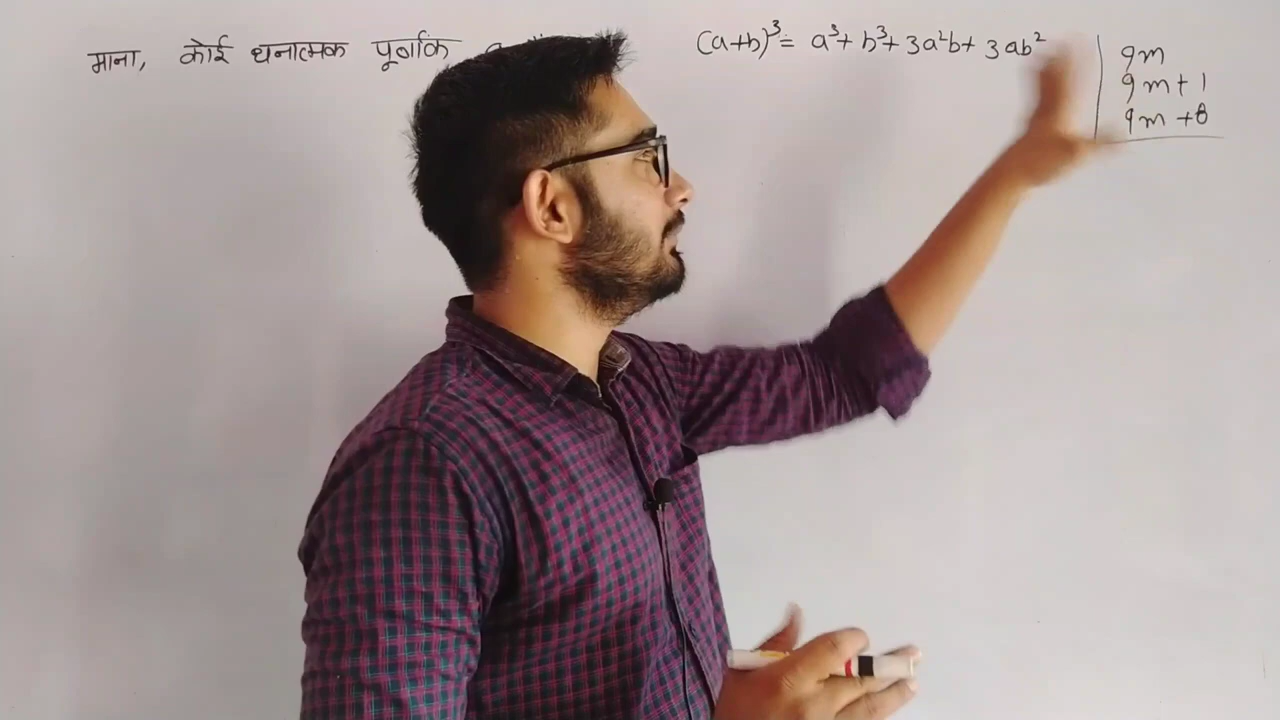 माना, कोई धनात्मक पूर्णांक a
(a+b)³= a³+ b³+ 3a²b+ 3ab²
9m
9m+1
9m+8